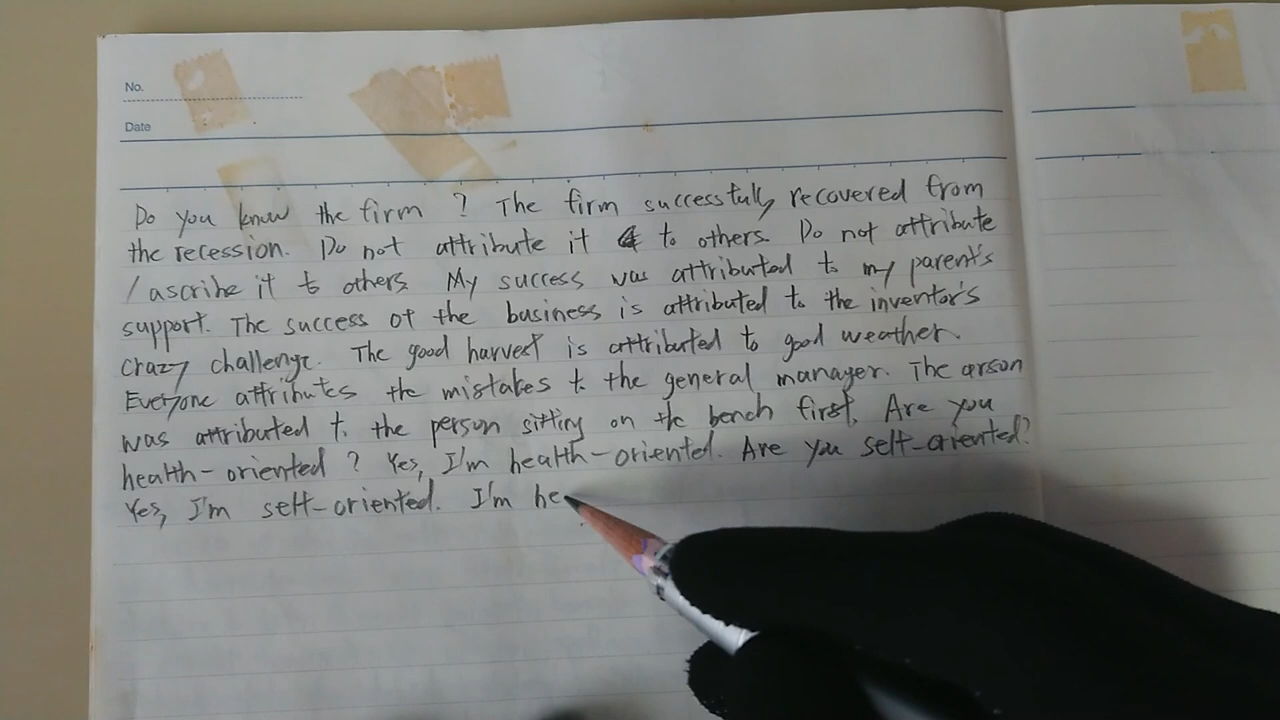 No.
Date
Do you know the firm ? The firm successfully recovered from
the recession. Do not attribute it to others. Do not attribute
/ ascribe it to others. My success was attributed to my parent's
support. The success of the business is attributed to the inventor's
crazy challenge. The good harvest is attributed to good weather.
Everyone attributes the mistakes to the general manager. The arson
was attributed to the person sitting on the bench first. Are you
health-oriented ? Yes, I'm health-oriented. Are you self-oriented?
Yes, I'm self-oriented. I'm he